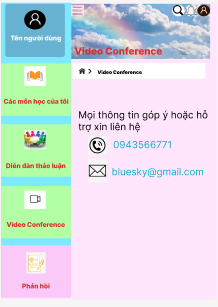 Tên người dùng
Các môn học của tôi
Diễn đàn thảo luận
Video Conference
Phản hồi
Video Conference
Video Conference
Mọi thông tin góp ý hoặc hỗ
trợ xin liên hệ
0943566771
bluesky@gmail.com